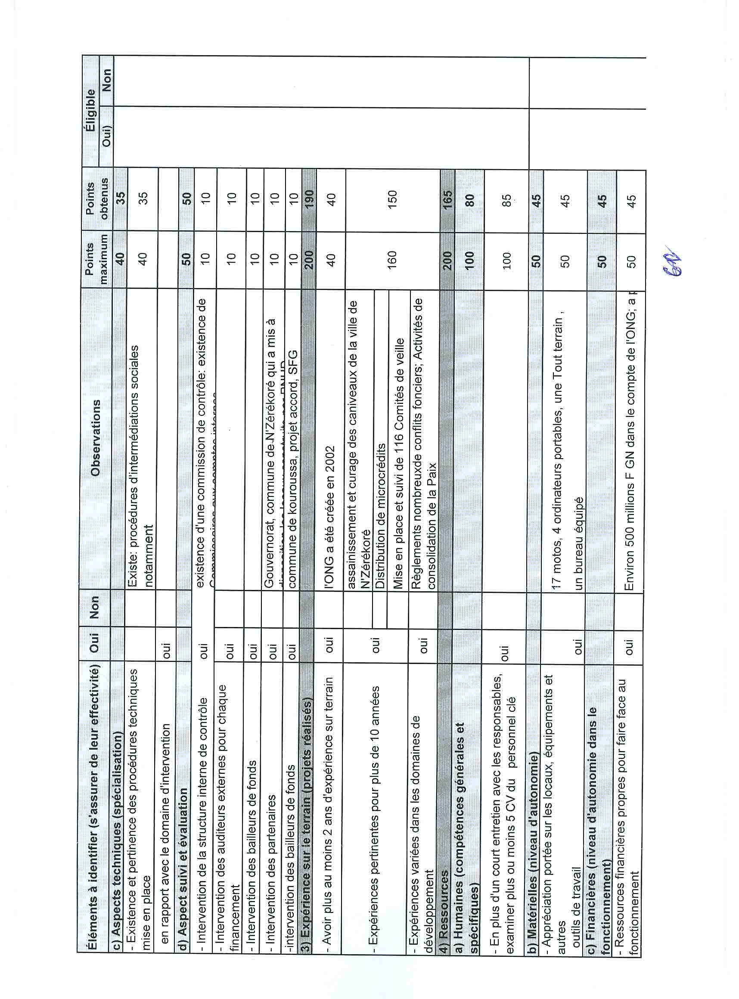 Éléments à identifier (s'assurer de leur effectivité) Oui Non Observations Points maximum Points obtenus Éligible Oui) Non
c) Aspects techniques (spécialisation) 40 35
- Existence et pertinence des procédures techniques Existe: procédures d'intermédiations sociales 40 35
mise en place notamment
en rapport avec le domaine d'intervention oui
d) Aspect suivi et évaluation 50 50
- Intervention de la structure interne de contrôle oui existence d'une commission de contrôle: existence de 10 10
Commissaires aux comptes internes
- Intervention des auditeurs externes pour chaque oui 10 10
financement
- Intervention des bailleurs de fonds oui 10 10
- Intervention des partenaires oui Gouvernorat, commune de N'Zérékoré qui a mis à 10 10
-intervention des bailleurs de fonds oui commune de kouroussa, projet accord, SFG 10 10
3) Expérience sur le terrain (projets réalisés) 200 190
- Avoir plus au moins 2 ans d'expérience sur terrain oui l'ONG a été créée en 2002 40 40
- Expériences pertinentes pour plus de 10 années oui assainissement et curage des caniveaux de la ville de 160 150
N'Zérékoré
Distribution de microcrédits
Mise en place et suivi de 116 Comités de veille
- Expériences variées dans les domaines de oui Règlements nombreuxde conflits fonciers; Activités de
développement consolidation de la Paix
4) Ressources 200 165
a) Humaines (compétences générales et 100 80
spécifiques)
- En plus d'un court entretien avec les responsables, oui 100 85
examiner plus ou moins 5 CV du personnel clé
b) Matérielles (niveau d'autonomie) 50 45
- Appréciation portée sur les locaux, équipements et 17 motos, 4 ordinateurs portables, une Tout terrain , 50 45
autres
outils de travail oui un bureau équipé
c) Financières (niveau d'autonomie dans le 50 45
fonctionnement)
- Ressources financières propres pour faire face au oui Environ 500 millions F GN dans le compte de l'ONG; a 50 45
fonctionnement